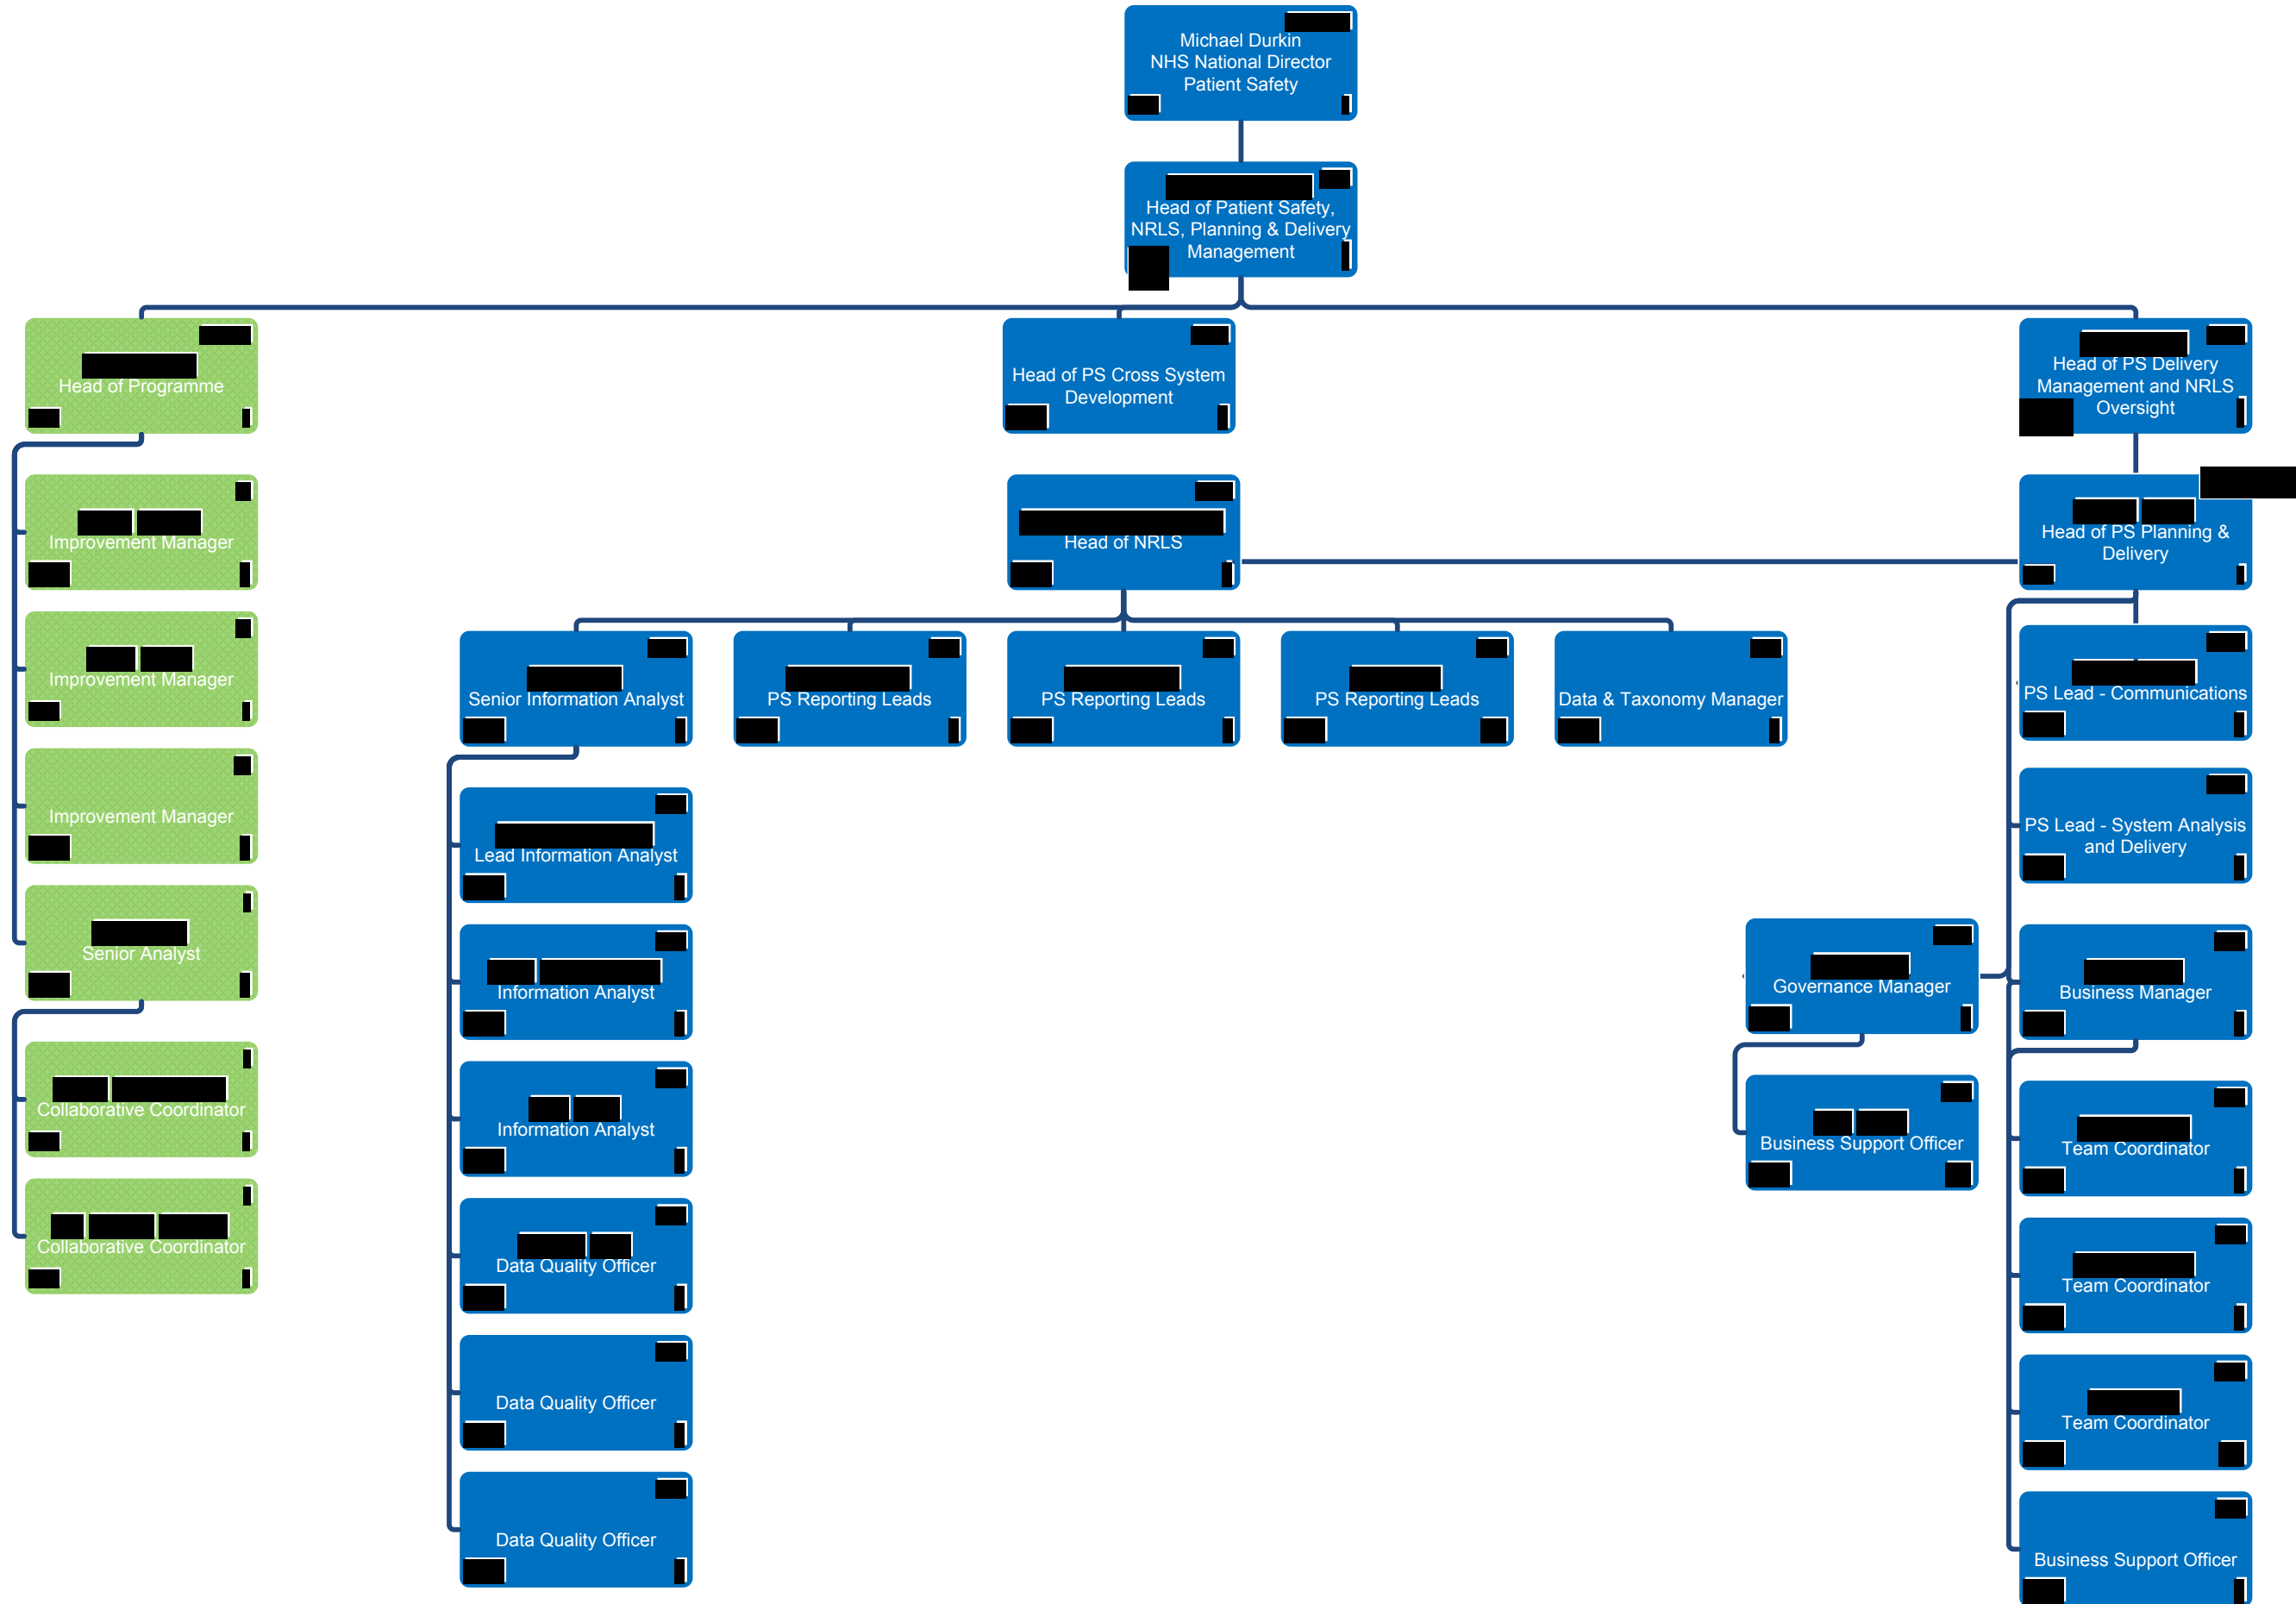 Michael Durkin
NHS National Director
Patient Safety
Head of Patient Safety,
NRLS, Planning & Delivery
Management
Head of Programme
Head of PS Cross System
Development
Head of PS Delivery
Management and NRLS
Oversight
Improvement Manager
Head of NRLS
Head of PS Planning &
Delivery
Improvement Manager
Senior Information Analyst
PS Reporting Leads
PS Reporting Leads
PS Reporting Leads
Data & Taxonomy Manager
PS Lead - Communications
Improvement Manager
Lead Information Analyst
PS Lead - System Analysis
and Delivery
Senior Analyst
Information Analyst
Governance Manager
Business Manager
Collaborative Coordinator
Information Analyst
Business Support Officer
Team Coordinator
Collaborative Coordinator
Data Quality Officer
Team Coordinator
Data Quality Officer
Team Coordinator
Data Quality Officer
Business Support Officer